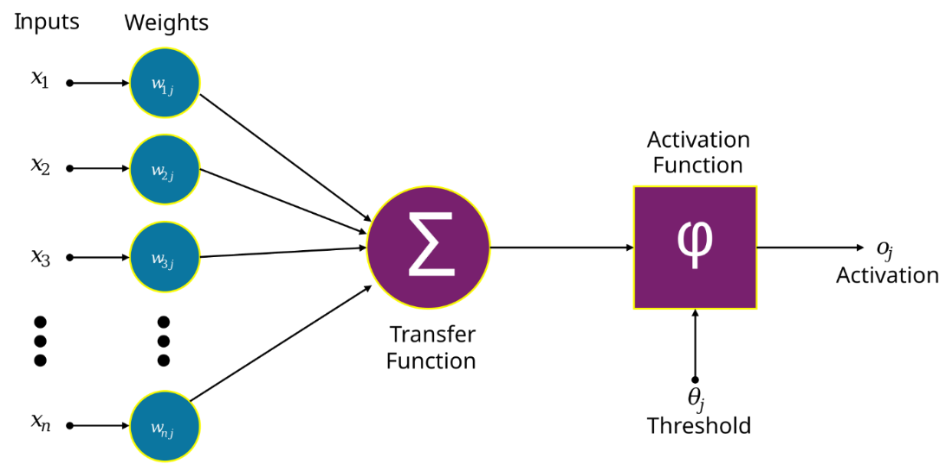 Inputs Weights
x₁ w₁ⱼ
x₂ w₂ⱼ
x₃ w₃ⱼ
xₙ wₙⱼ
Σ
Transfer
Function
Activation
Function
φ
θⱼ
Threshold
oⱼ
Activation